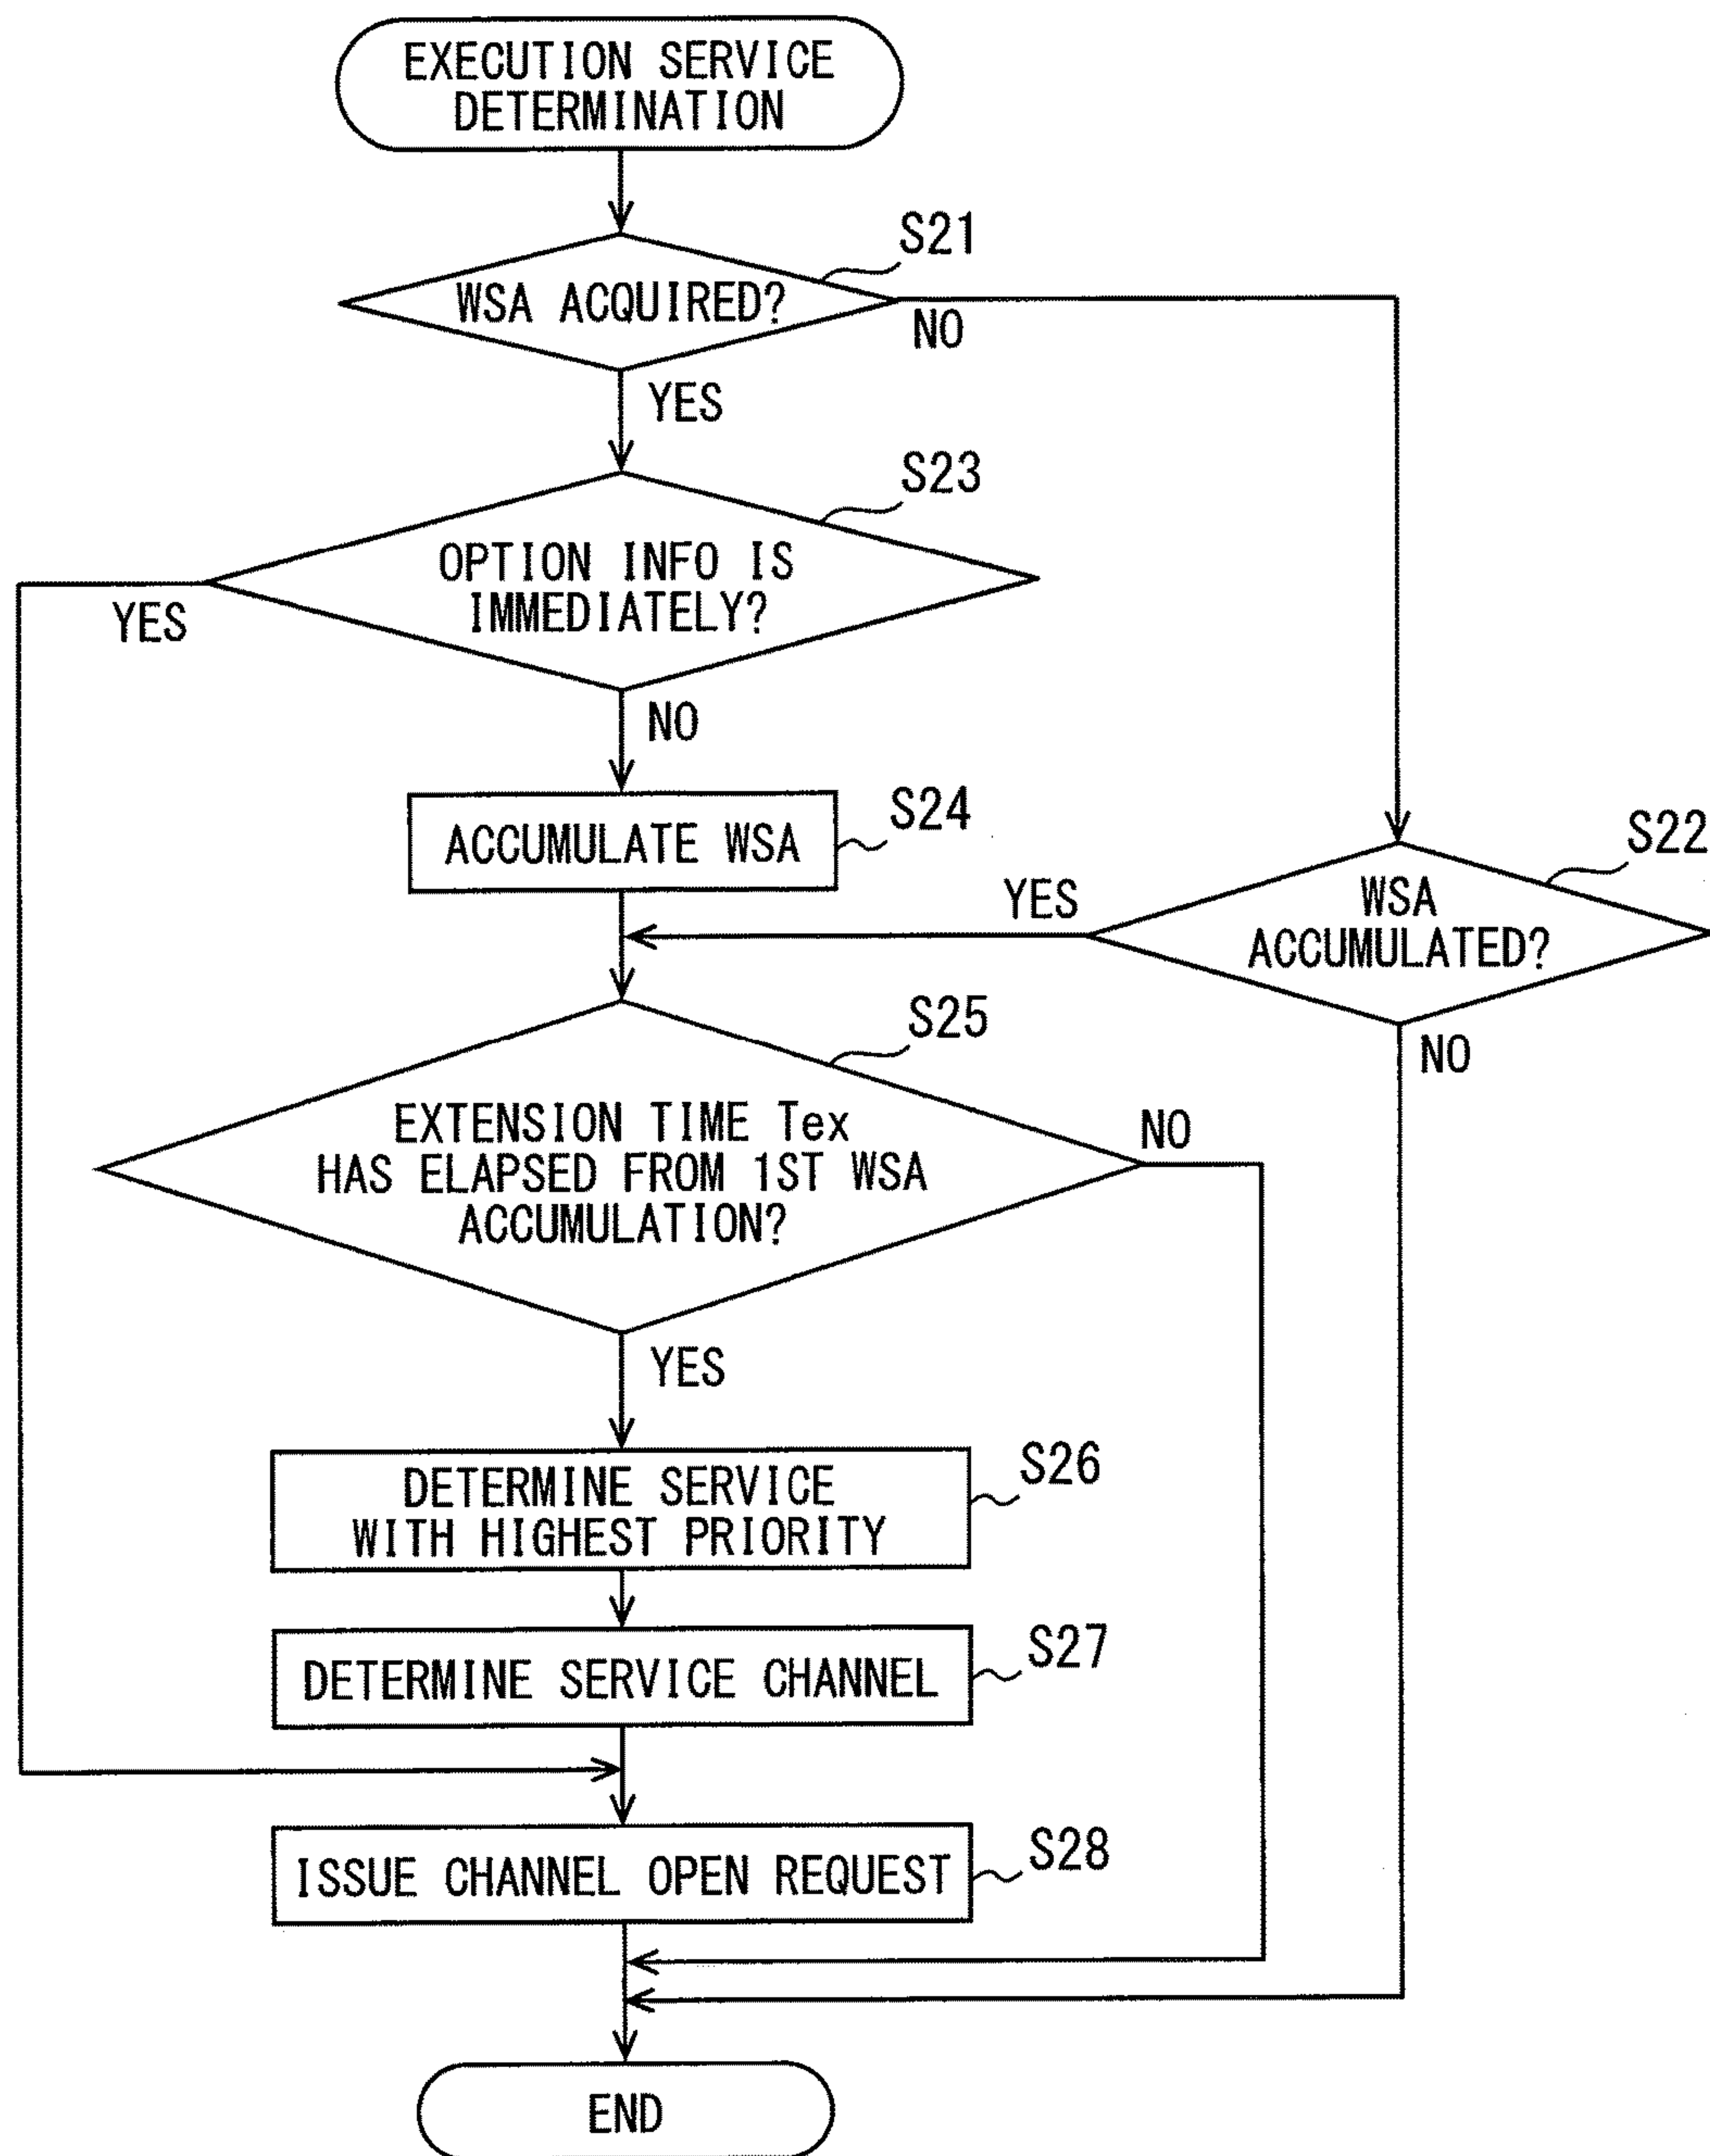 EXECUTION SERVICE
DETERMINATION
S21
WSA ACQUIRED?
NO
YES
S23
OPTION INFO IS
IMMEDIATELY?
YES
NO
S24
ACCUMULATE WSA
S22
WSA
ACCUMULATED?
YES
NO
S25
EXTENSION TIME Tex
HAS ELAPSED FROM 1ST WSA
ACCUMULATION?
NO
YES
S26
DETERMINE SERVICE
WITH HIGHEST PRIORITY
S27
DETERMINE SERVICE CHANNEL
S28
ISSUE CHANNEL OPEN REQUEST
END